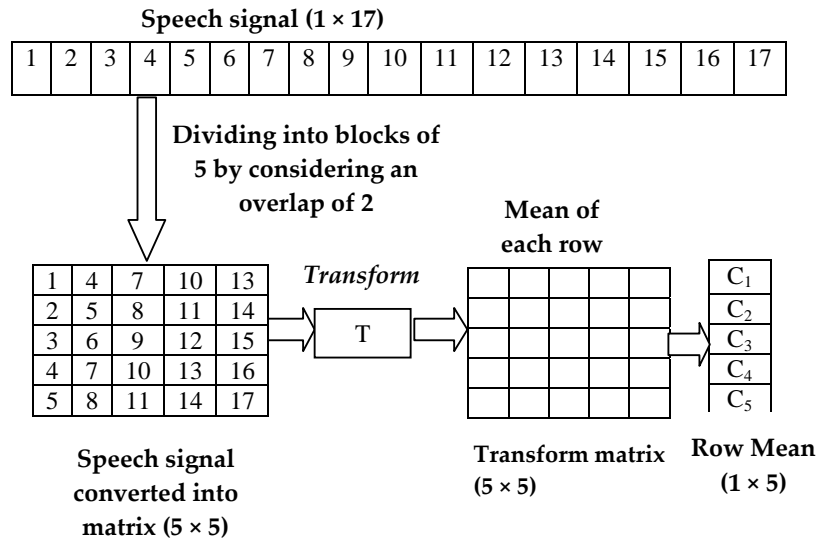 Speech signal (1 × 17)
1 2 3 4 5 6 7 8 9 10 11 12 13 14 15 16 17
Dividing into blocks of
5 by considering an
overlap of 2
Mean of
each row
1 4 7 10 13
2 5 8 11 14
3 6 9 12 15
4 7 10 13 16
5 8 11 14 17
Transform
T
C₁
C₂
C₃
C₄
C₅
Speech signal
converted into
matrix (5 × 5)
Transform matrix
(5 × 5)
Row Mean
(1 × 5)